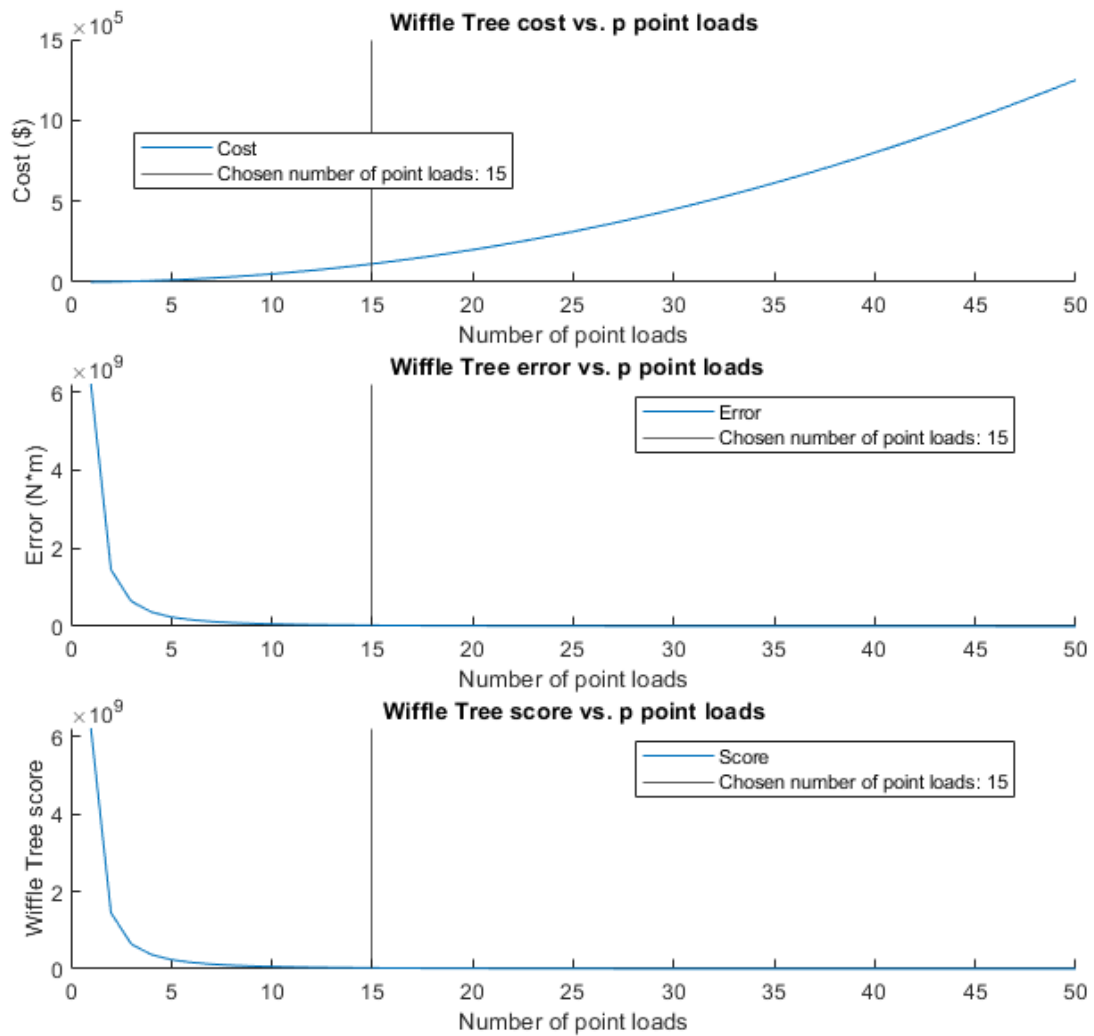 Wiffle Tree cost vs. p point loads
×10^5
15
10
5
0
Cost ($)
Cost
Chosen number of point loads: 15
0 5 10 15 20 25 30 35 40 45 50
Number of point loads
Wiffle Tree error vs. p point loads
×10^9
6
4
2
0
Error (N*m)
Error
Chosen number of point loads: 15
0 5 10 15 20 25 30 35 40 45 50
Number of point loads
Wiffle Tree score vs. p point loads
×10^9
6
4
2
0
Wiffle Tree score
Score
Chosen number of point loads: 15
0 5 10 15 20 25 30 35 40 45 50
Number of point loads